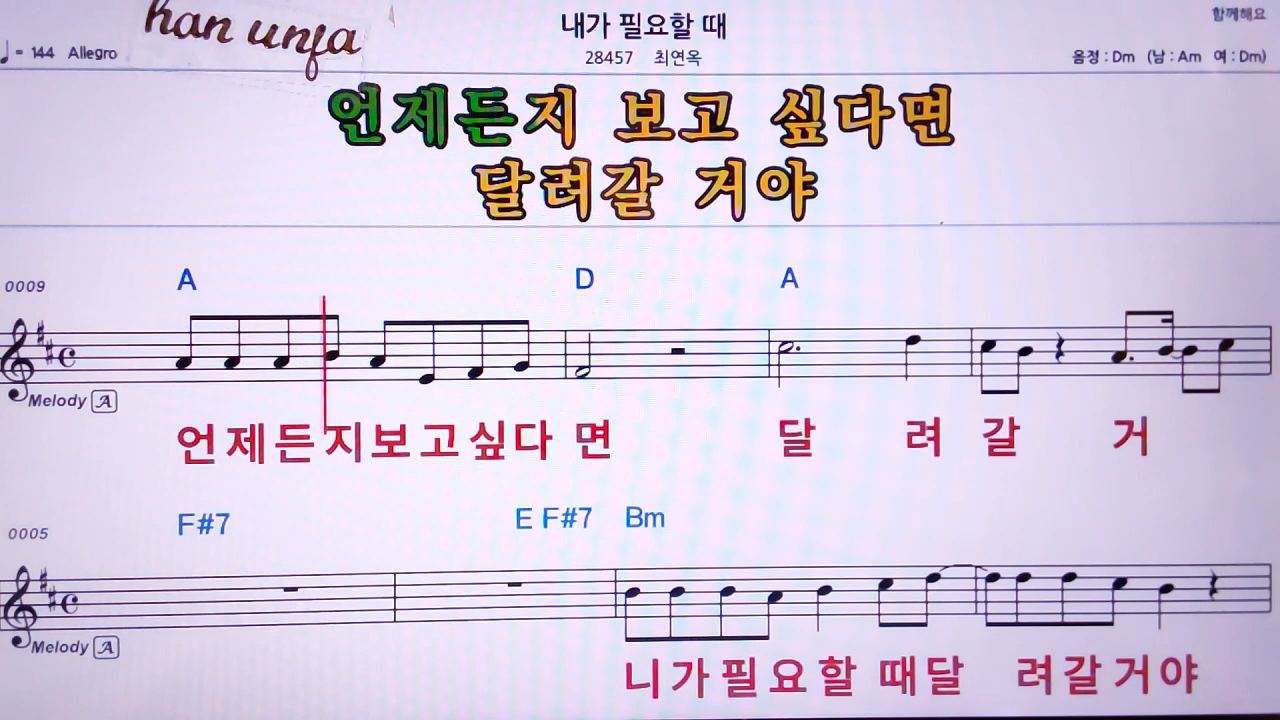 han unja
내가 필요할 때
함께해요
♩= 144 Allegro
28457 최연옥
음정 : Dm (남 : Am 여 : Dm)
언제든지 보고 싶다면
달려갈 거야
0009
A D A
Melody A
언제든지보고싶다 면 달 려 갈 거
0005
F#7 E F#7 Bm
Melody A
니가필요할 때달 려갈거야